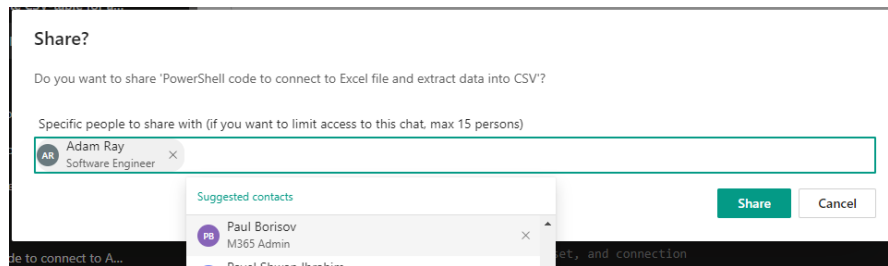 Share?
Do you want to share 'PowerShell code to connect to Excel file and extract data into CSV'?
Specific people to share with (if you want to limit access to this chat, max 15 persons)
AR
Adam Ray
Software Engineer
Suggested contacts
Share
Cancel
PB
Paul Borisov
M365 Admin
de to connect to A...
set, and connection